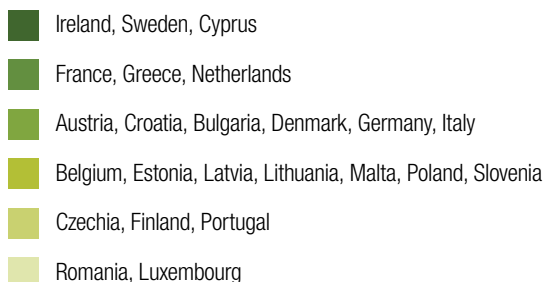 Ireland, Sweden, Cyprus
France, Greece, Netherlands
Austria, Croatia, Bulgaria, Denmark, Germany, Italy
Belgium, Estonia, Latvia, Lithuania, Malta, Poland, Slovenia
Czechia, Finland, Portugal
Romania, Luxembourg